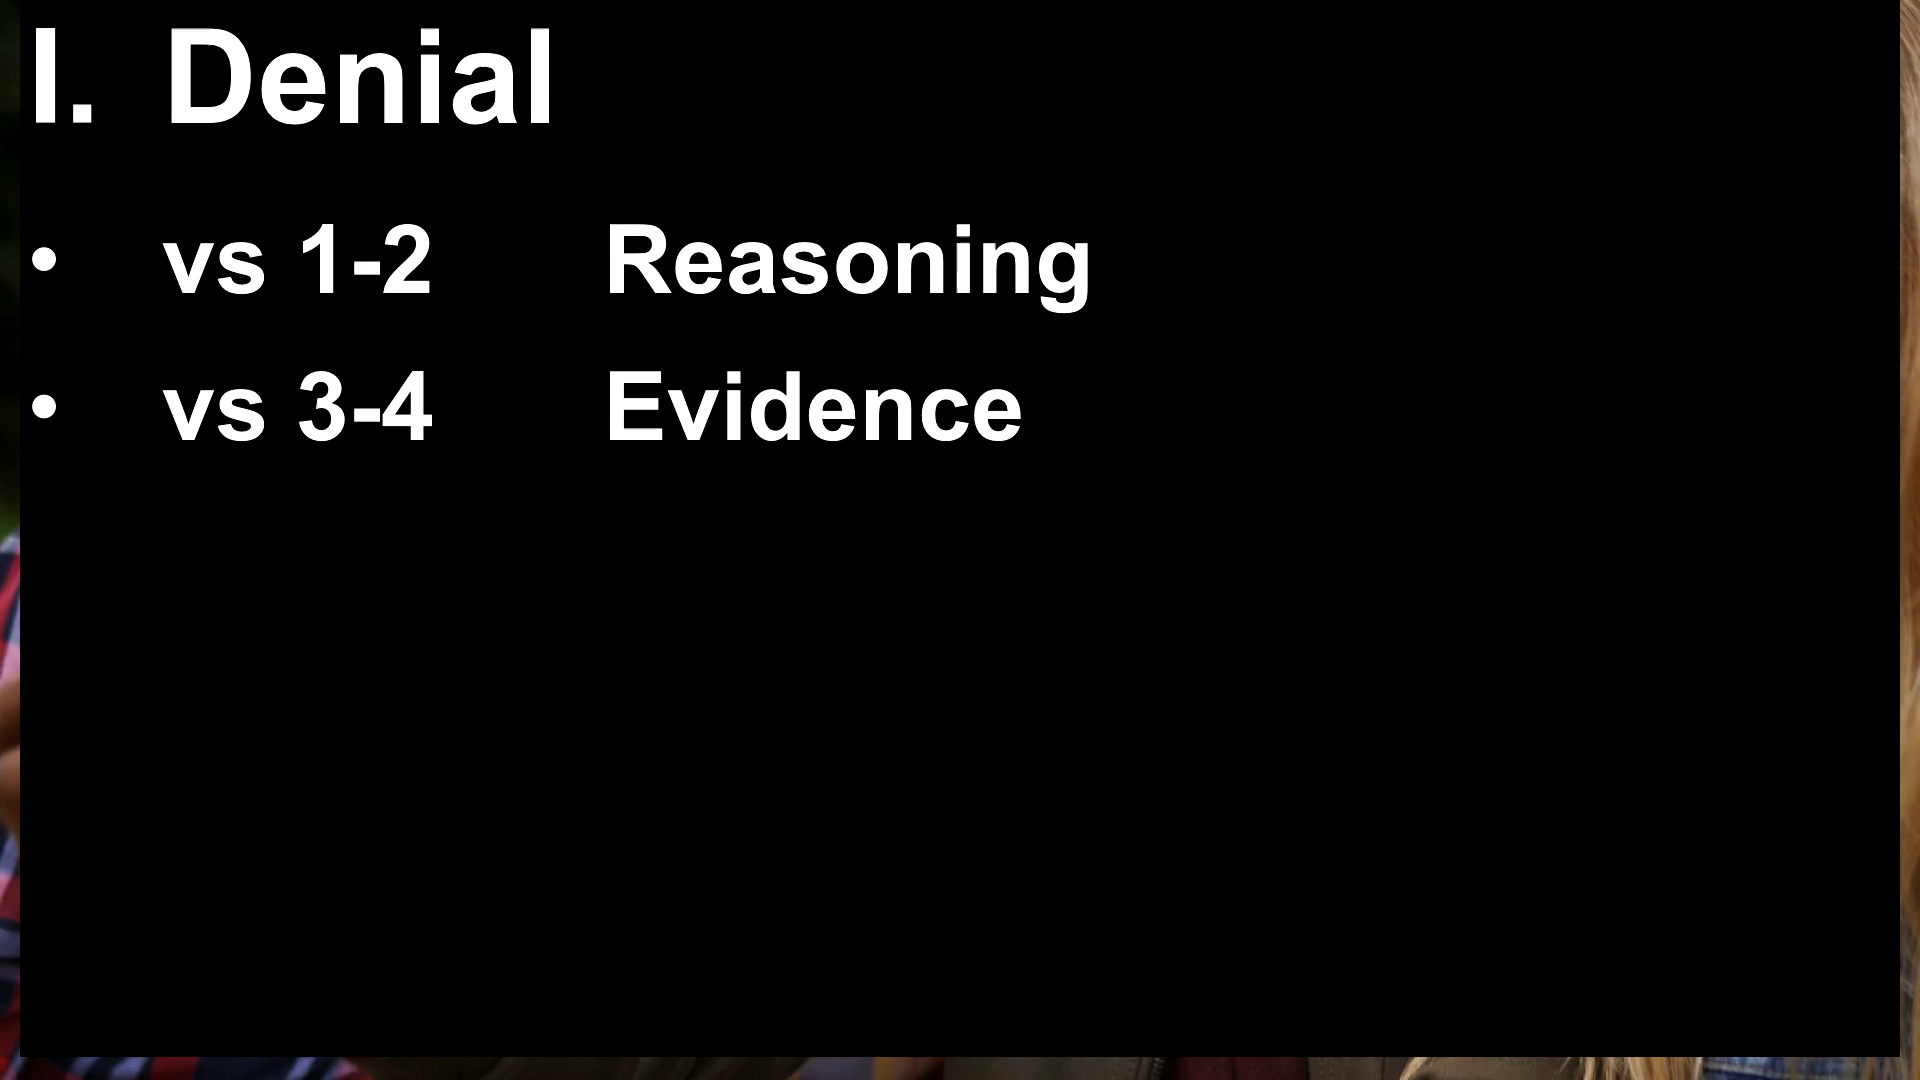 I. Denial
• vs 1-2 Reasoning
• vs 3-4 Evidence